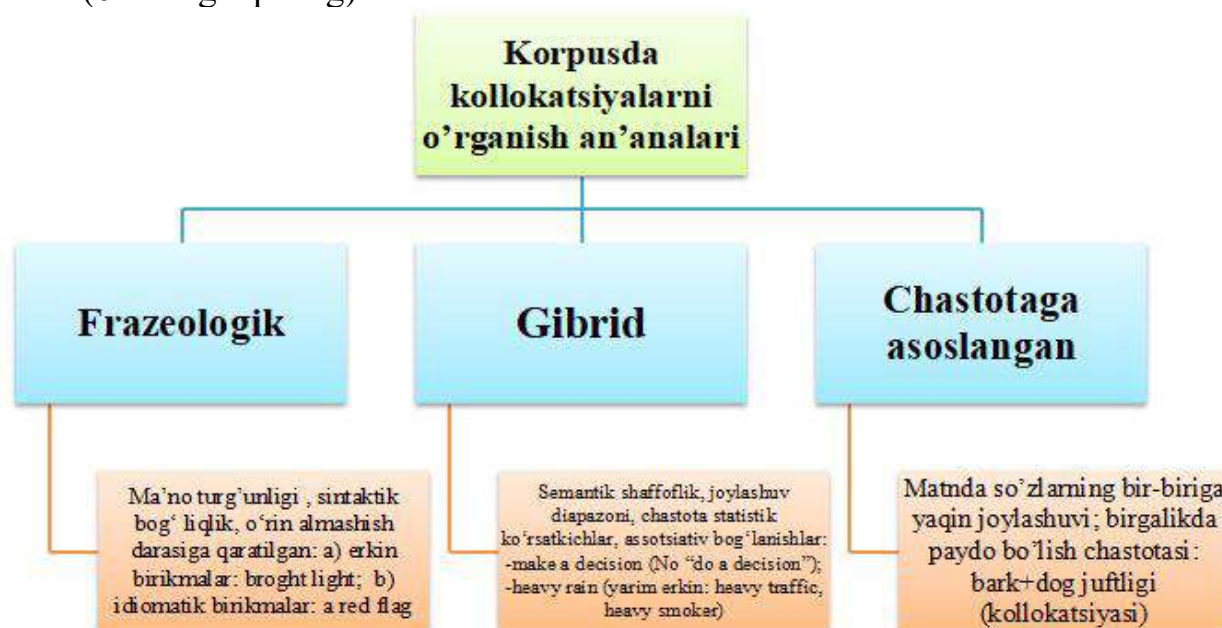 Korpusda
kollokatsiyalarni
o’rganish an’analari
Frazeologik
Gibrid
Chastotaga
asoslangan
Ma’no turg’unligi , sintaktik
bog‘ liqlik, o‘rin almashish
darasiga qaratilgan: a) erkin
birikmalar: broght light; b)
idiomatik birikmalar: a red flag
Semantik shaffoflik, joylashuv
diapazoni, chastota statistik
ko‘rsatkichlar, assotsiativ bog‘lanishlar:
-make a decision (No “do a decision”);
-heavy rain (yarim erkin: heavy traffic,
heavy smoker)
Matnda so’zlarning bir-biriga
yaqin joylashuvi; birgalikda
paydo bo’lish chastotasi:
bark+dog juftligi
(kollokatsiyasi)